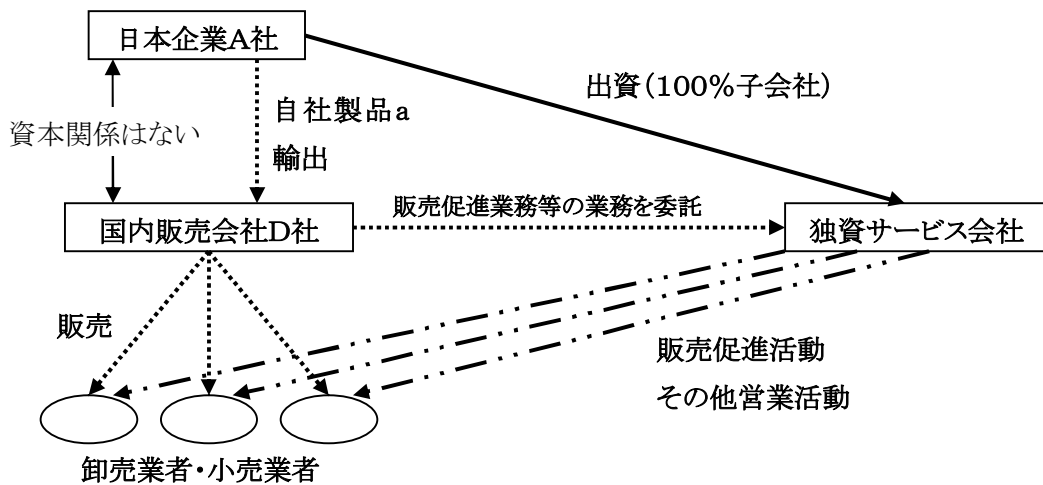 日本企業A社
出資（100％子会社）
自社製品a
輸出
資本関係はない
販売促進業務等の業務を委託
国内販売会社D社
独資サービス会社
販売
販売促進活動
その他営業活動
卸売業者・小売業者